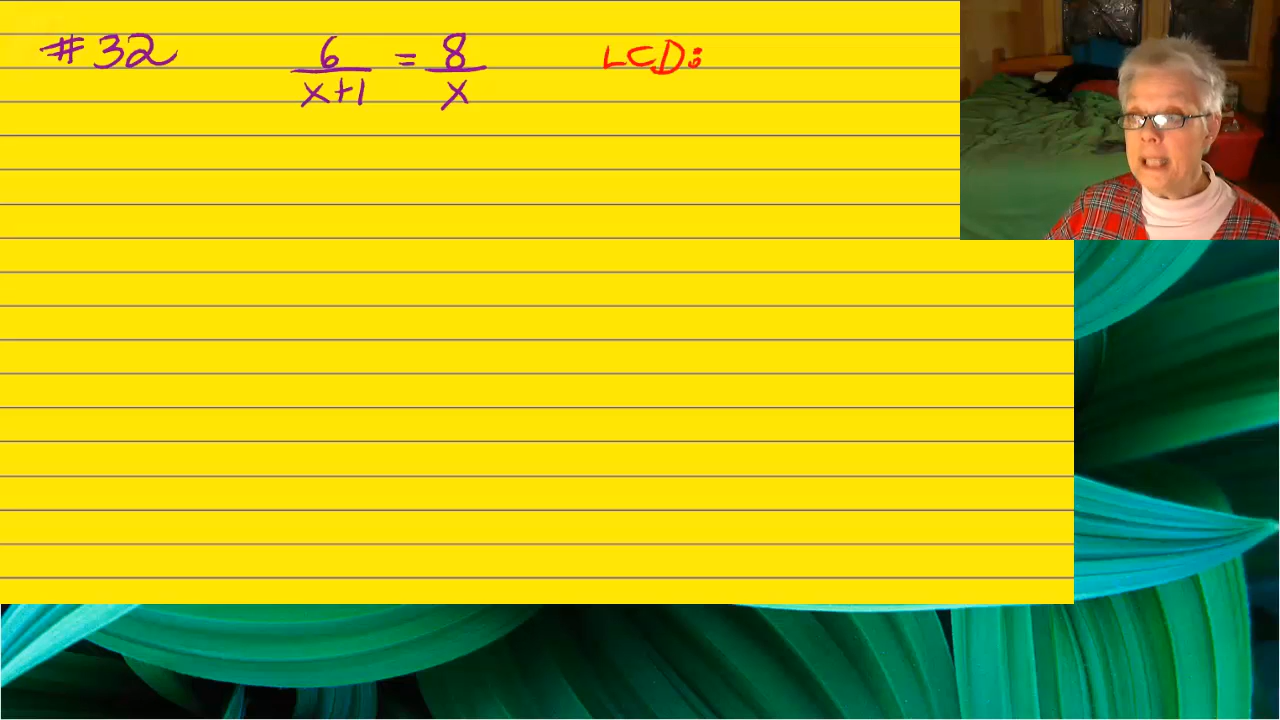 #32 6/(x+1) = 8/x LCD: